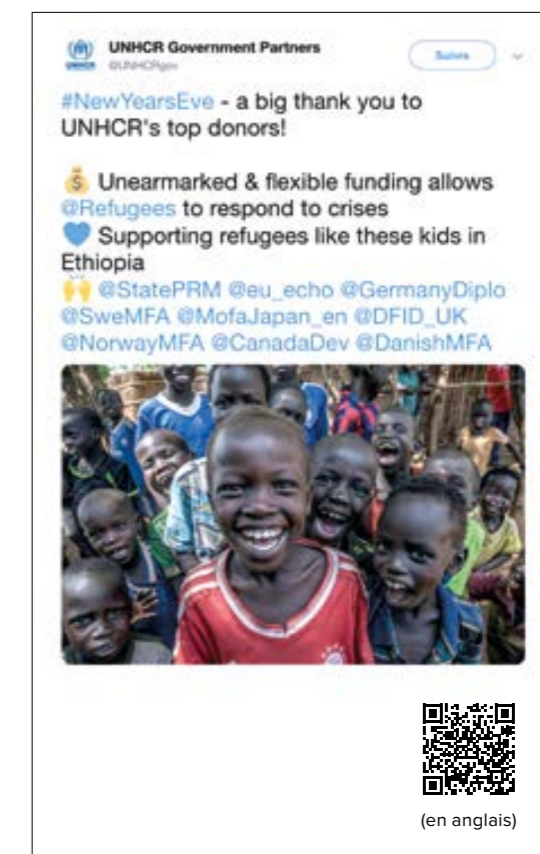 UNHCR Government Partners
@UNHCRgov
Suivre
#NewYearsEve - a big thank you to
UNHCR's top donors!
Unearmarked & flexible funding allows
@Refugees to respond to crises
Supporting refugees like these kids in
Ethiopia
@StatePRM @eu_echo @GermanyDiplo
@SweMFA @MofaJapan_en @DFID_UK
@NorwayMFA @CanadaDev @DanishMFA
(en anglais)